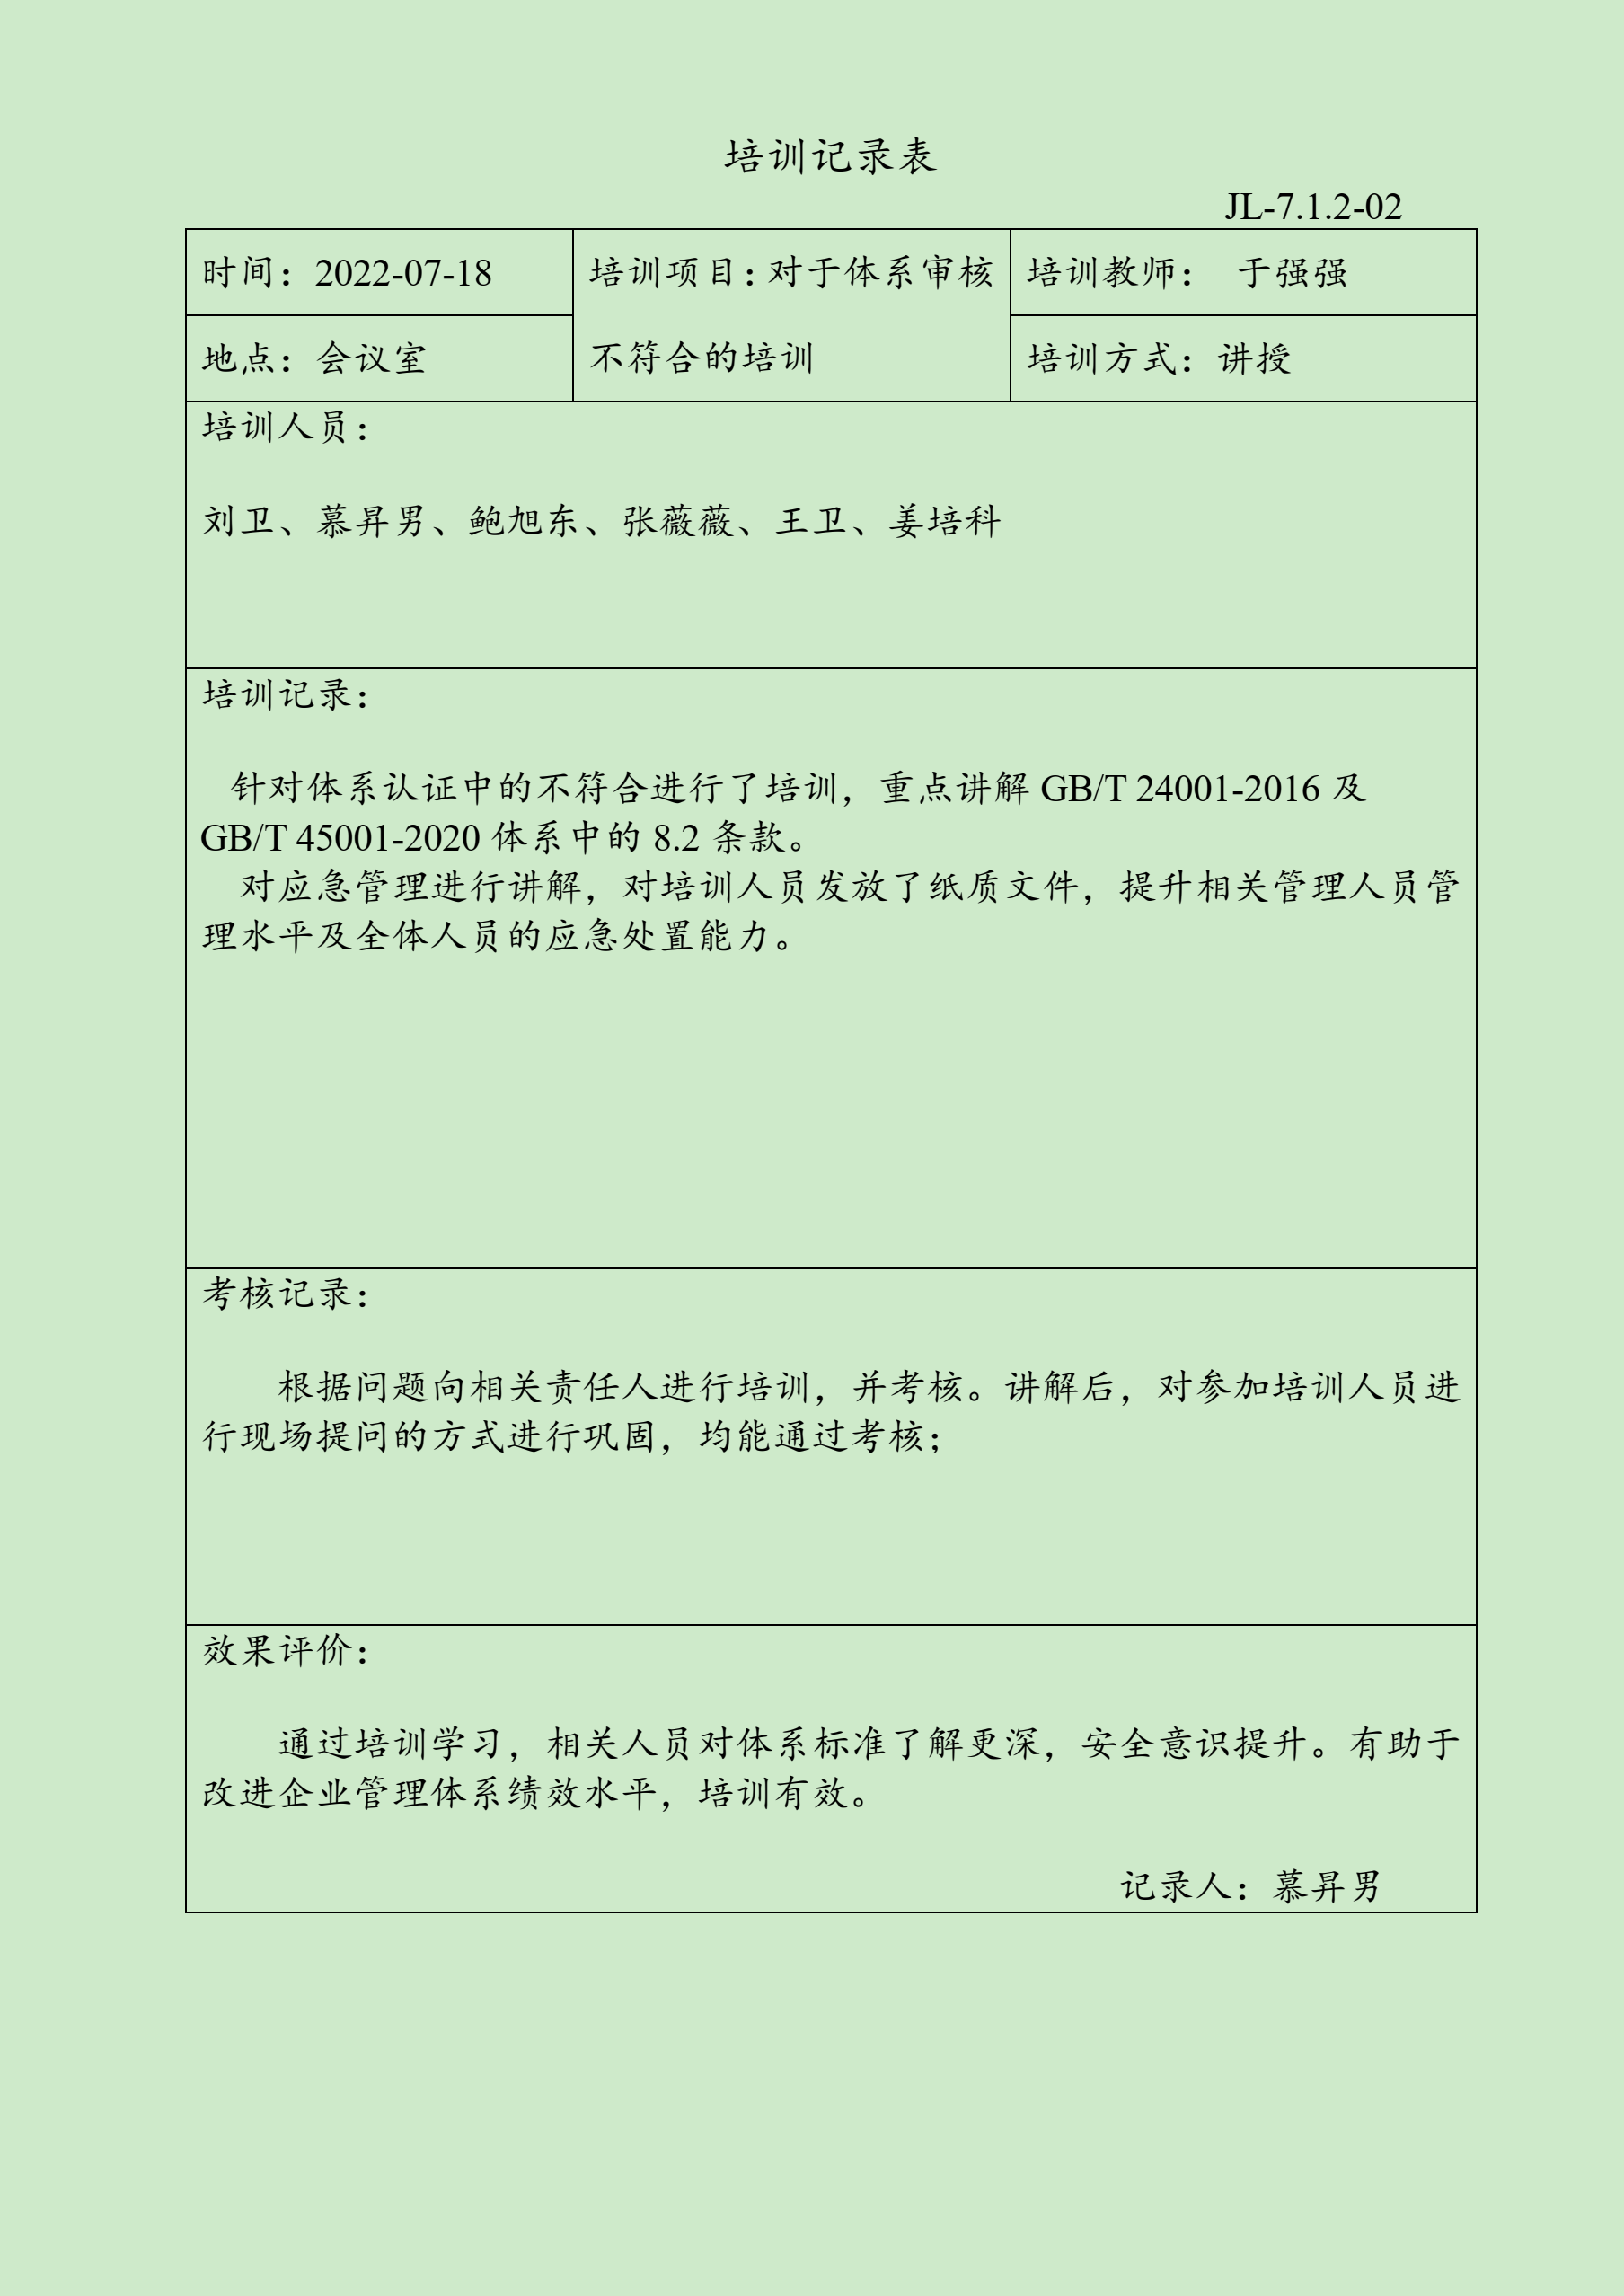 培训记录表
JL-7.1.2-02
时间：2022-07-18
培训项目：对于体系审核
不符合的培训
培训教师： 于强强
地点：会议室
培训方式：讲授
培训人员：
刘卫、慕昇男、鲍旭东、张薇薇、王卫、姜培科
培训记录：
针对体系认证中的不符合进行了培训，重点讲解 GB/T 24001-2016 及
GB/T 45001-2020 体系中的 8.2 条款。
对应急管理进行讲解，对培训人员发放了纸质文件，提升相关管理人员管
理水平及全体人员的应急处置能力。
考核记录：
根据问题向相关责任人进行培训，并考核。讲解后，对参加培训人员进
行现场提问的方式进行巩固，均能通过考核；
效果评价：
通过培训学习，相关人员对体系标准了解更深，安全意识提升。有助于
改进企业管理体系绩效水平，培训有效。
记录人：慕昇男